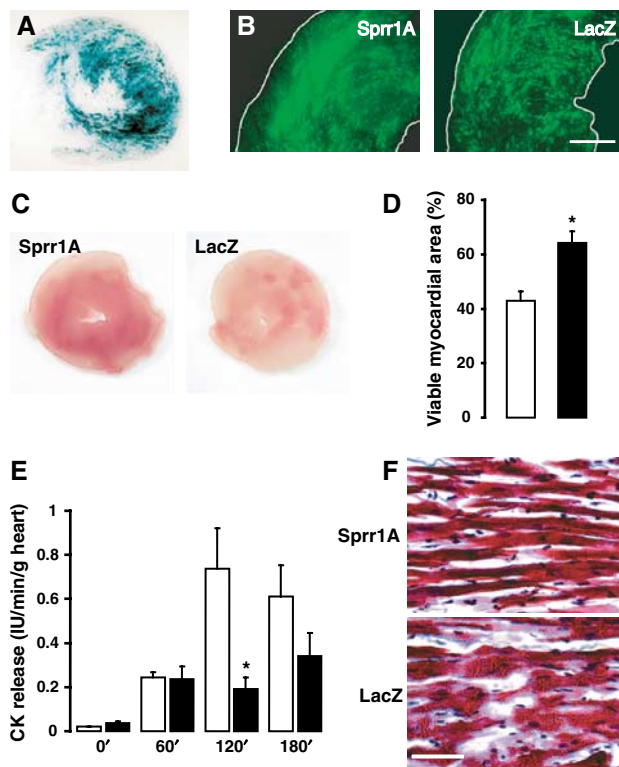 A
B
Sprr1A
LacZ
C
Sprr1A
LacZ
D
Viable myocardial area (%)
80
60
40
20
0
*
E
CK release (IU/min/g heart)
1
0.8
0.6
0.4
0.2
0
*
0′
60′
120′
180′
F
Sprr1A
LacZ